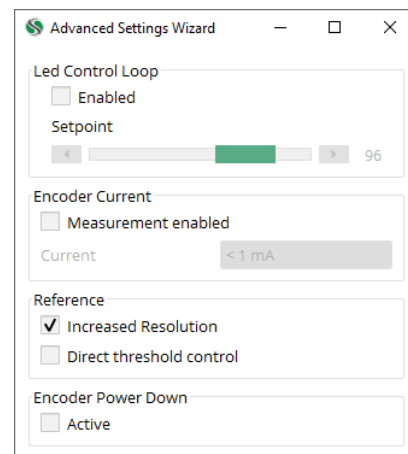 Advanced Settings Wizard
Led Control Loop
Enabled
Setpoint
96
Encoder Current
Measurement enabled
Current < 1 mA
Reference
Increased Resolution
Direct threshold control
Encoder Power Down
Active